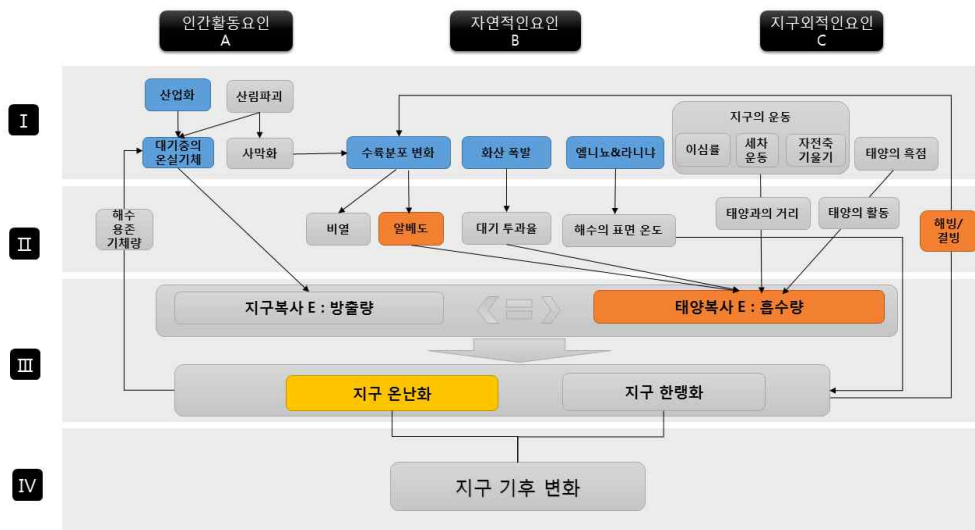 인간활동요인
A
자연적인요인
B
지구외적인요인
C
I
산업화
산림파괴
대기중의
온실기체
사막화
수륙분포 변화
화산 폭발
엘니뇨&라니냐
지구의 운동
이심률
세차
운동
자전축
기울기
태양의 흑점
II
해수
용존
기체량
비열
알베도
대기 투과율
해수의 표면 온도
태양과의 거리
태양의 활동
해빙/
결빙
III
지구복사 E : 방출량
태양복사 E : 흡수량
지구 온난화
지구 한랭화
IV
지구 기후 변화